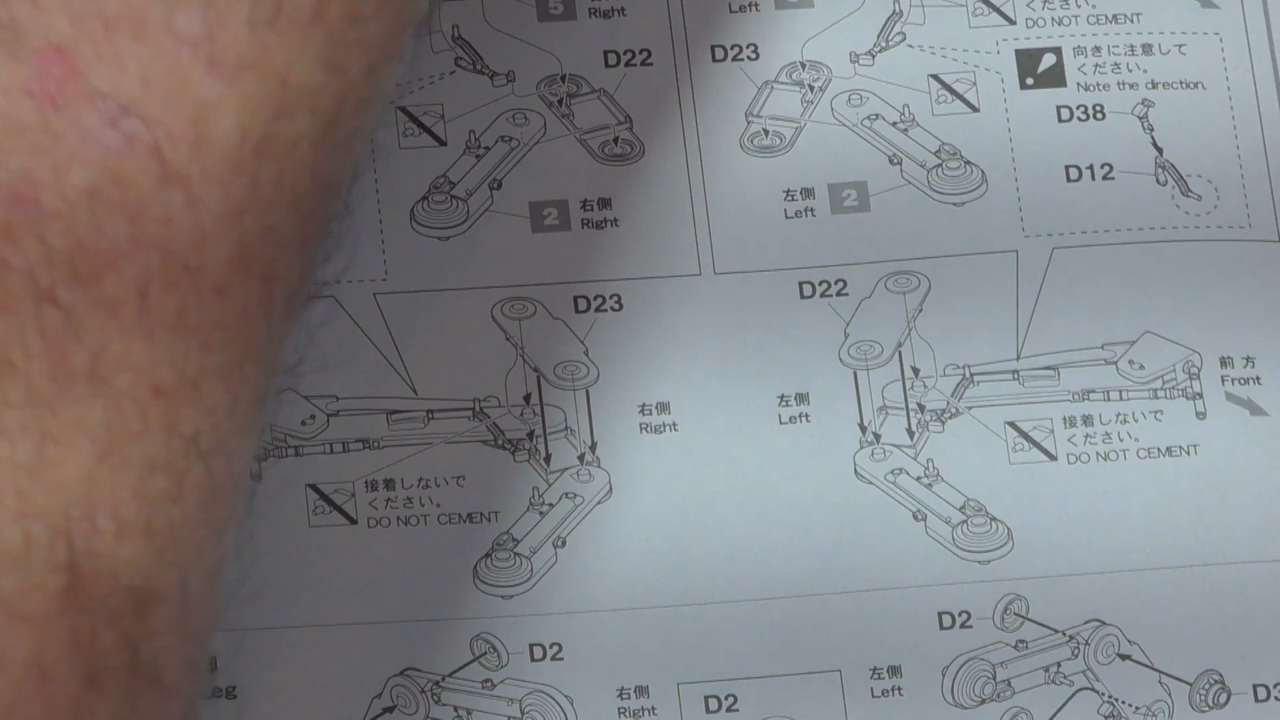 5
Right
D22
2
右側
Right
Left
D23
左側
Left
2
ください。
DO NOT CEMENT
向きに注意して
ください。
Note the direction.
D38
D12
D23
右側
Right
接着しないで
ください。
DO NOT CEMENT
D22
左側
Left
前方
Front
接着しないで
ください。
DO NOT CEMENT
D2
右側
Right
D2
D2
左側
Left